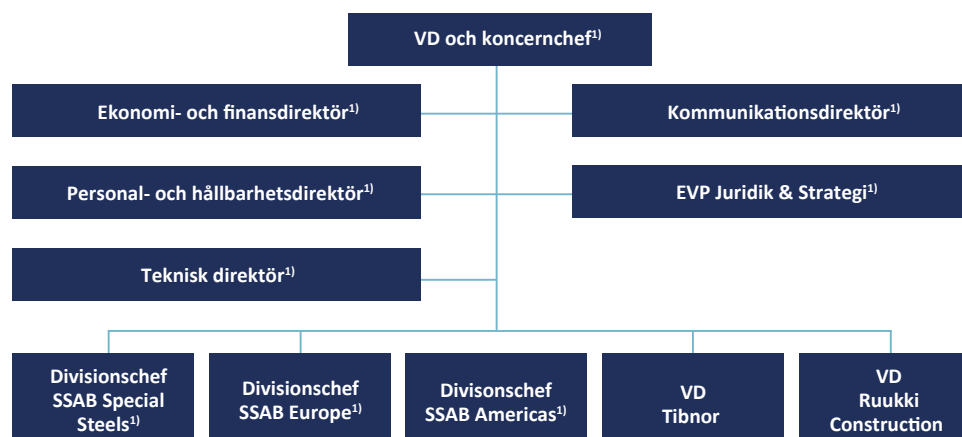 VD och koncernchef1)
Ekonomi- och finansdirektör1)
Kommunikationsdirektör1)
Personal- och hållbarhetsdirektör1)
EVP Juridik & Strategi1)
Teknisk direktör1)
Divisionschef
SSAB Special
Steels1)
Divisionschef
SSAB Europe1)
Divisonschef
SSAB Americas1)
VD
Tibnor
VD
Ruukki
Construction